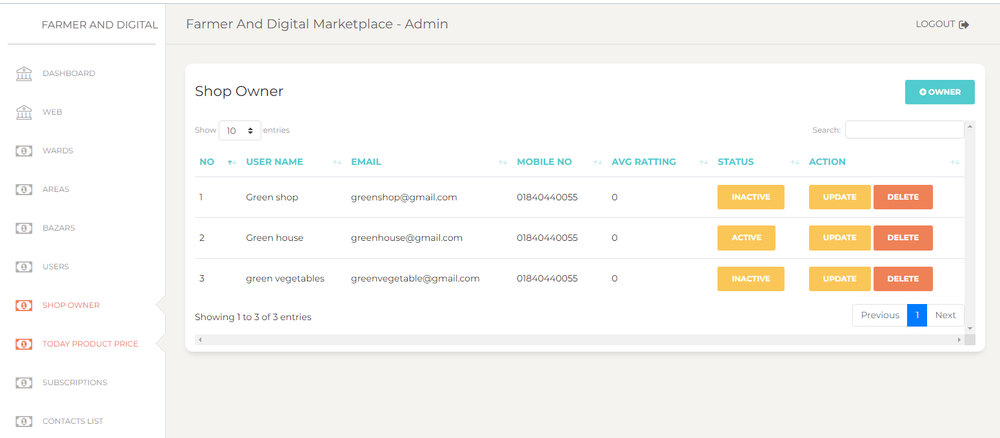 FARMER AND DIGITAL
Farmer And Digital Marketplace - Admin
LOGOUT
DASHBOARD
WEB
WARDS
AREAS
BAZARS
USERS
SHOP OWNER
TODAY PRODUCT PRICE
SUBSCRIPTIONS
CONTACTS LIST
Shop Owner
OWNER
Show 10 entries
Search:
NO USER NAME EMAIL MOBILE NO AVG RATTING STATUS ACTION
1 Green shop greenshop@gmail.com 01840440055 0 INACTIVE UPDATE DELETE
2 Green house greenhouse@gmail.com 01840440055 0 ACTIVE UPDATE DELETE
3 green vegetables greenvegetable@gmail.com 01840440055 0 INACTIVE UPDATE DELETE
Showing 1 to 3 of 3 entries
Previous 1 Next